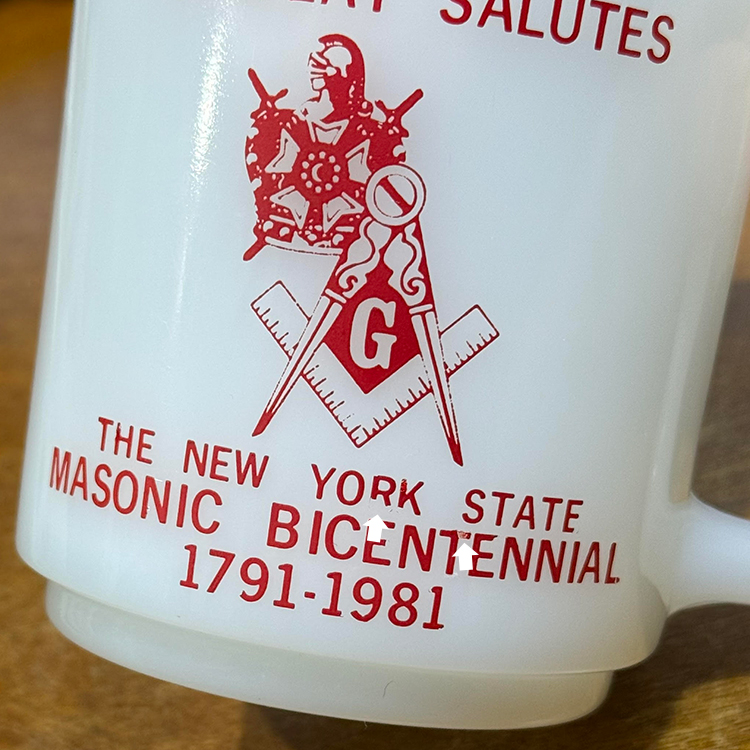 SALUTES
G
THE NEW YORK STATE
MASONIC BICENTENNIAL
1791-1981